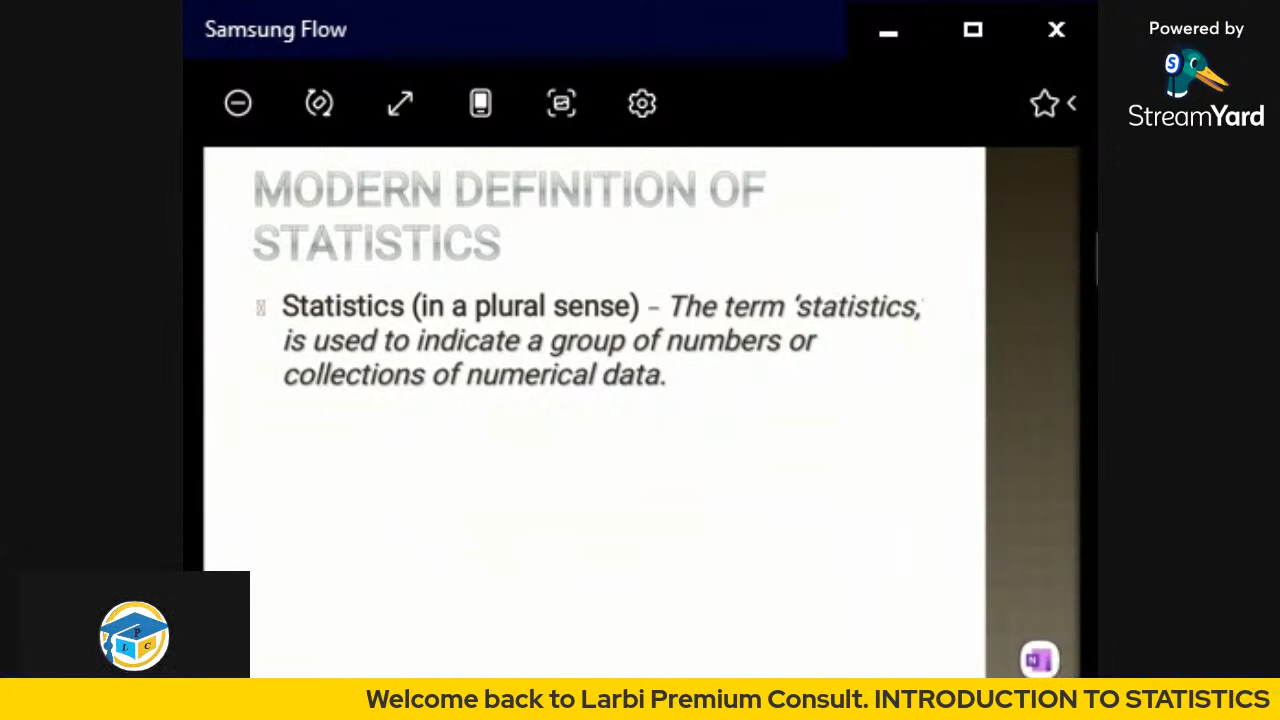 Samsung Flow
Powered by
StreamYard
MODERN DEFINITION OF
STATISTICS
Statistics (in a plural sense) – The term ‘statistics,
is used to indicate a group of numbers or
collections of numerical data.
P
L C
N
Welcome back to Larbi Premium Consult. INTRODUCTION TO STATISTICS